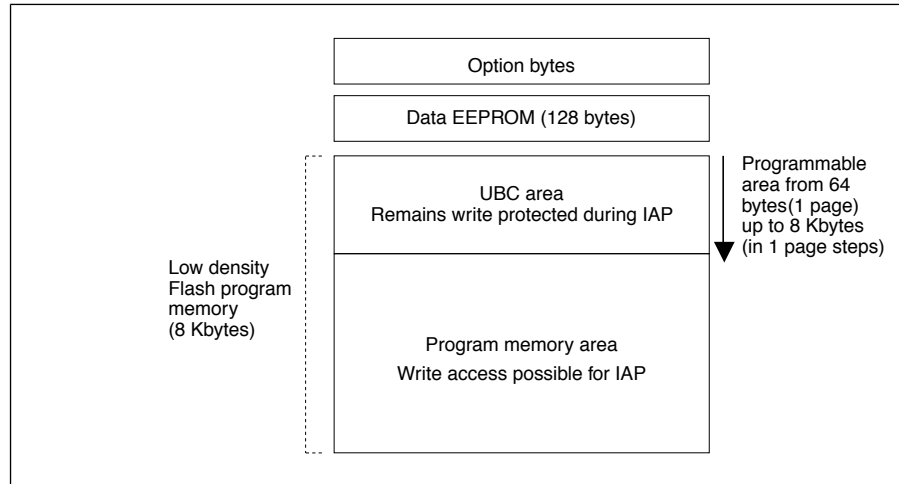 Option bytes
Data EEPROM (128 bytes)
UBC area
Remains write protected during IAP
Programmable
area from 64
bytes(1 page)
up to 8 Kbytes
(in 1 page steps)
Low density
Flash program
memory
(8 Kbytes)
Program memory area
Write access possible for IAP